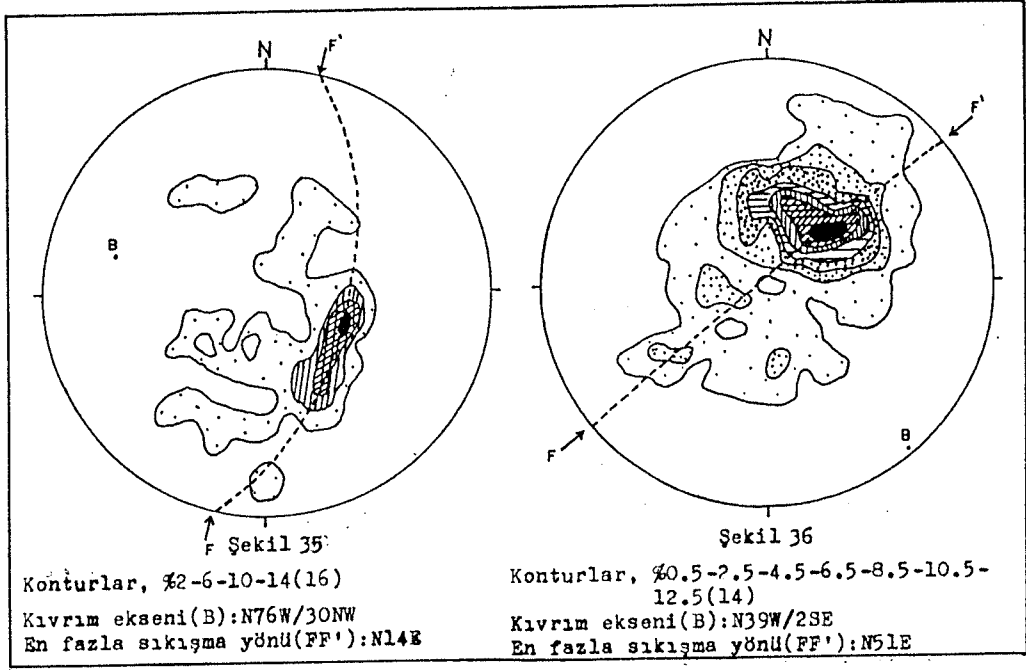 N
F'
B
F
Şekil 35
Konturlar, %2-6-10-14(16)
Kıvrım ekseni(B):N76W/30NW
En fazla sıkışma yönü(FF'):N14E
N
F'
B
F
Şekil 36
Konturlar, %0.5-2.5-4.5-6.5-8.5-10.5-
12.5(14)
Kıvrım ekseni(B):N39W/2SE
En fazla sıkışma yönü(FF'):N51E